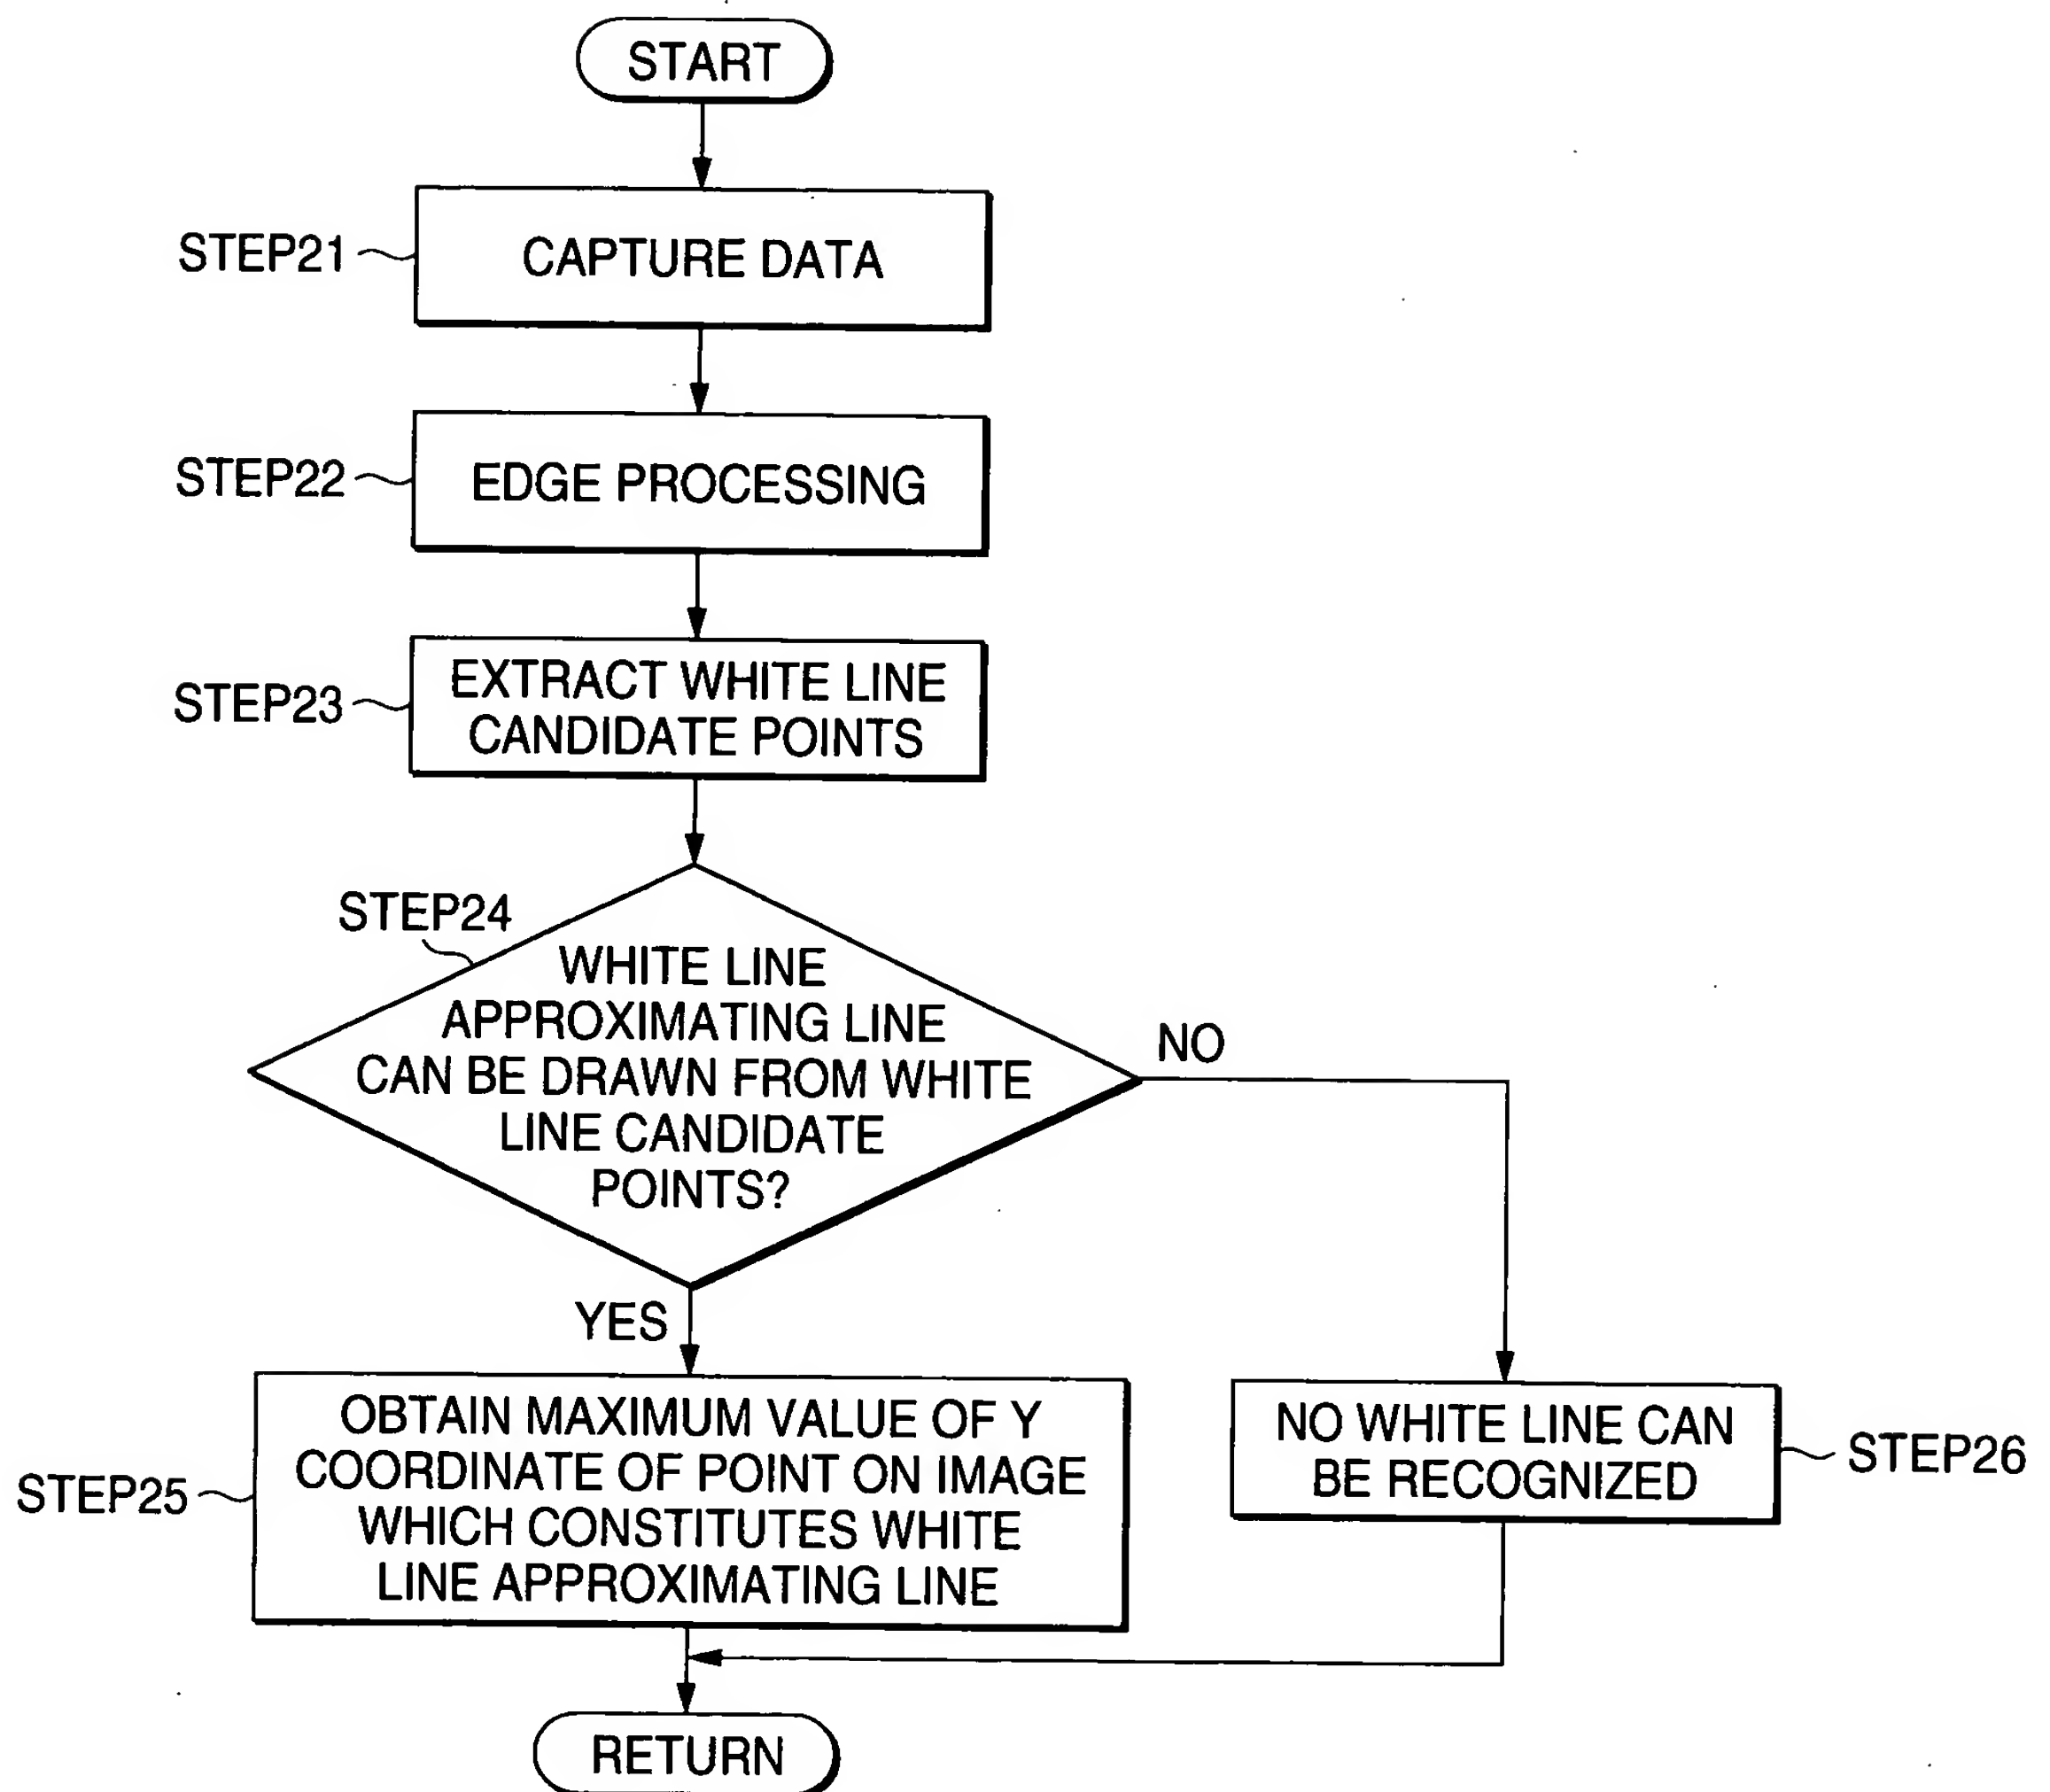 START
STEP21
CAPTURE DATA
STEP22
EDGE PROCESSING
STEP23
EXTRACT WHITE LINE
CANDIDATE POINTS
STEP24
WHITE LINE
APPROXIMATING LINE
CAN BE DRAWN FROM WHITE
LINE CANDIDATE
POINTS?
NO
YES
STEP25
OBTAIN MAXIMUM VALUE OF Y
COORDINATE OF POINT ON IMAGE
WHICH CONSTITUTES WHITE
LINE APPROXIMATING LINE
NO WHITE LINE CAN
BE RECOGNIZED
STEP26
RETURN